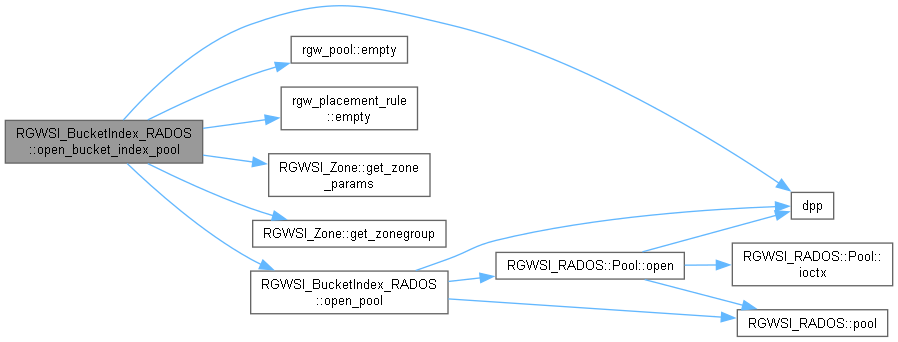 RGWSI_BucketIndex_RADOS
::open_bucket_index_pool
rgw_pool::empty
rgw_placement_rule
::empty
RGWSI_Zone::get_zone
_params
RGWSI_Zone::get_zonegroup
RGWSI_BucketIndex_RADOS
::open_pool
RGWSI_RADOS::Pool::open
dpp
RGWSI_RADOS::Pool::
ioctx
RGWSI_RADOS::pool